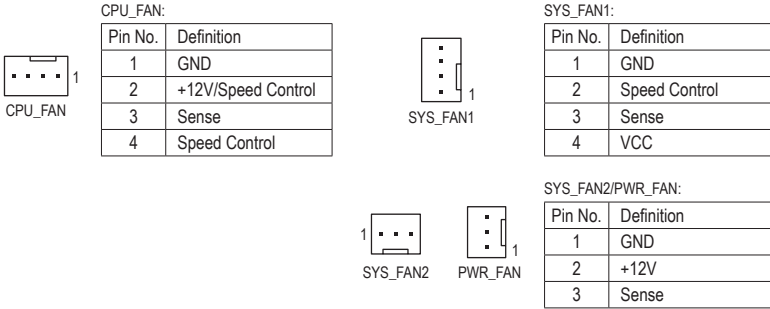 CPU_FAN:
Pin No. Definition
1 GND
2 +12V/Speed Control
3 Sense
4 Speed Control
1
CPU_FAN
SYS_FAN1:
Pin No. Definition
1 GND
2 Speed Control
3 Sense
4 VCC
1
SYS_FAN1
SYS_FAN2/PWR_FAN:
Pin No. Definition
1 GND
2 +12V
3 Sense
1
SYS_FAN2
1
PWR_FAN